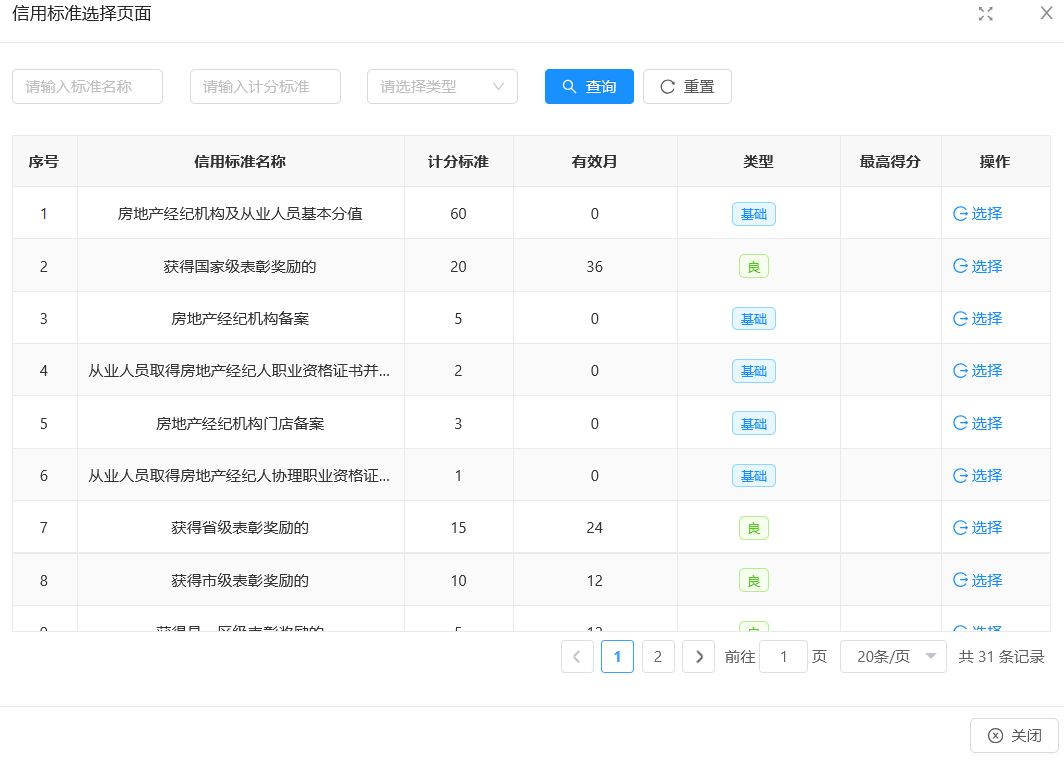 信用标准选择页面
请输入标准名称 请输入计分标准 请选择类型 查询 重置
序号 信用标准名称 计分标准 有效月 类型 最高得分 操作
1 房地产经纪机构及从业人员基本分值 60 0 基础 选择
2 获得国家级表彰奖励的 20 36 良 选择
3 房地产经纪机构备案 5 0 基础 选择
4 从业人员取得房地产经纪人职业资格证书并... 2 0 基础 选择
5 房地产经纪机构门店备案 3 0 基础 选择
6 从业人员取得房地产经纪人协理职业资格证... 1 0 基础 选择
7 获得省级表彰奖励的 15 24 良 选择
8 获得市级表彰奖励的 10 12 良 选择
1 2 前往 1 页 20条/页 共 31 条记录
关闭